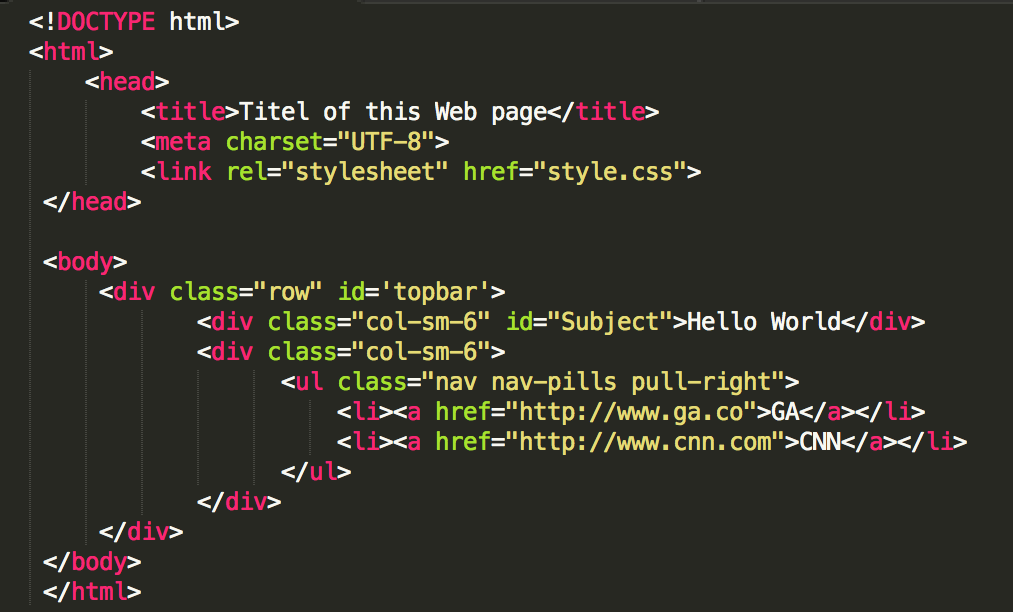 <!DOCTYPE html>
<html>
    <head>
        <title>Titel of this Web page</title>
        <meta charset="UTF-8">
        <link rel="stylesheet" href="style.css">
 </head>

 <body>
     <div class="row" id='topbar'>
            <div class="col-sm-6" id="Subject">Hello World</div>
            <div class="col-sm-6">
                  <ul class="nav nav-pills pull-right">
                      <li><a href="http://www.ga.co">GA</a></li>
                      <li><a href="http://www.cnn.com">CNN</a></li>
                  </ul>
            </div>
     </div>
 </body>
 </html>